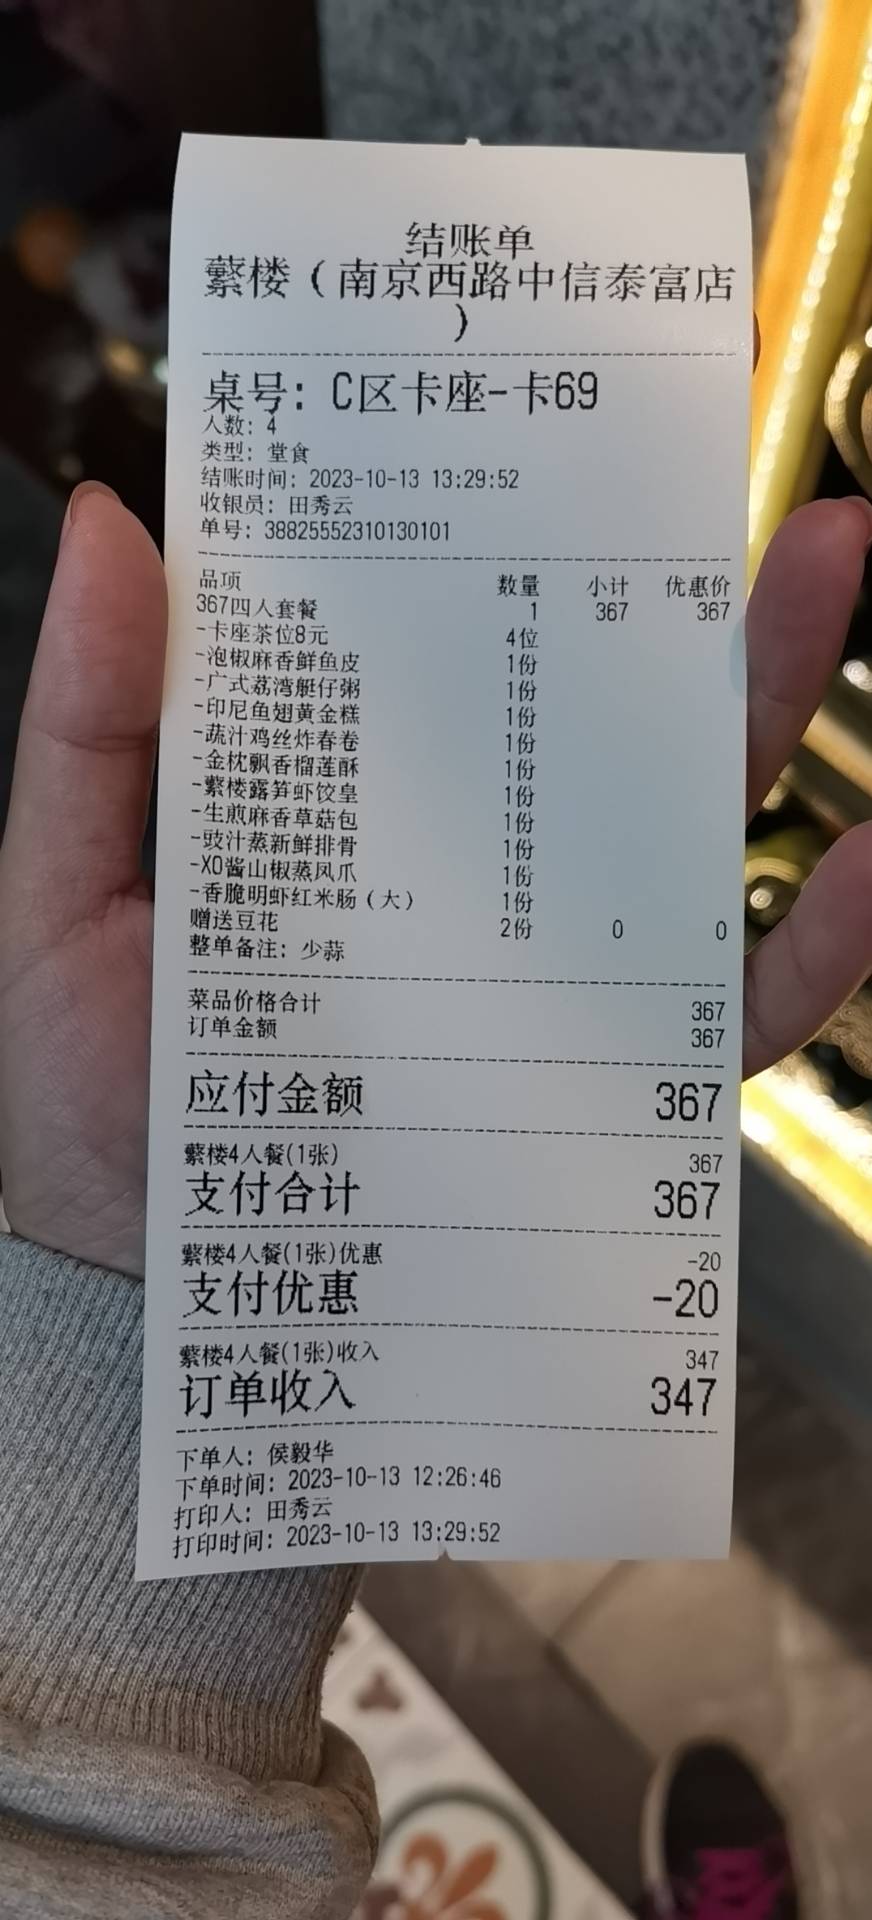 结账单
蘩楼（南京西路中信泰富店
）
桌号: C区卡座-卡69
人数: 4
类型: 堂食
结账时间: 2023-10-13 13:29:52
收银员: 田秀云
单号: 38825552310130101
品项 数量 小计 优惠价
367四人套餐 1 367 367
-卡座茶位8元 4位
-泡椒麻香鲜鱼皮 1份
-广式荔湾艇仔粥 1份
-印尼鱼翅黄金糕 1份
-蔬汁鸡丝炸春卷 1份
-金枕飘香榴莲酥 1份
-蘩楼露笋虾饺皇 1份
-生煎麻香草菇包 1份
-豉汁蒸新鲜排骨 1份
-XO酱山椒蒸凤爪 1份
-香脆明虾红米肠（大） 1份
赠送豆花 2份 0 0
整单备注: 少蒜
菜品价格合计 367
订单金额 367
应付金额 367
蘩楼4人餐(1张) 367
支付合计 367
蘩楼4人餐(1张)优惠 -20
支付优惠 -20
蘩楼4人餐(1张)收入 347
订单收入 347
下单人: 侯毅华
下单时间: 2023-10-13 12:26:46
打印人: 田秀云
打印时间: 2023-10-13 13:29:52